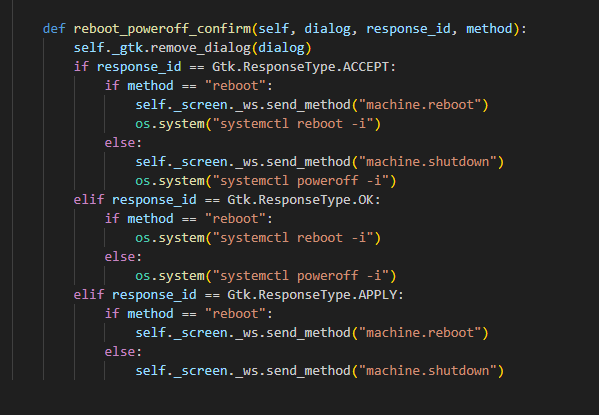 def reboot_poweroff_confirm(self, dialog, response_id, method):
    self._gtk.remove_dialog(dialog)
    if response_id == Gtk.ResponseType.ACCEPT:
        if method == "reboot":
            self._screen._ws.send_method("machine.reboot")
            os.system("systemctl reboot -i")
        else:
            self._screen._ws.send_method("machine.shutdown")
            os.system("systemctl poweroff -i")
    elif response_id == Gtk.ResponseType.OK:
        if method == "reboot":
            os.system("systemctl reboot -i")
        else:
            os.system("systemctl poweroff -i")
    elif response_id == Gtk.ResponseType.APPLY:
        if method == "reboot":
            self._screen._ws.send_method("machine.reboot")
        else:
            self._screen._ws.send_method("machine.shutdown")